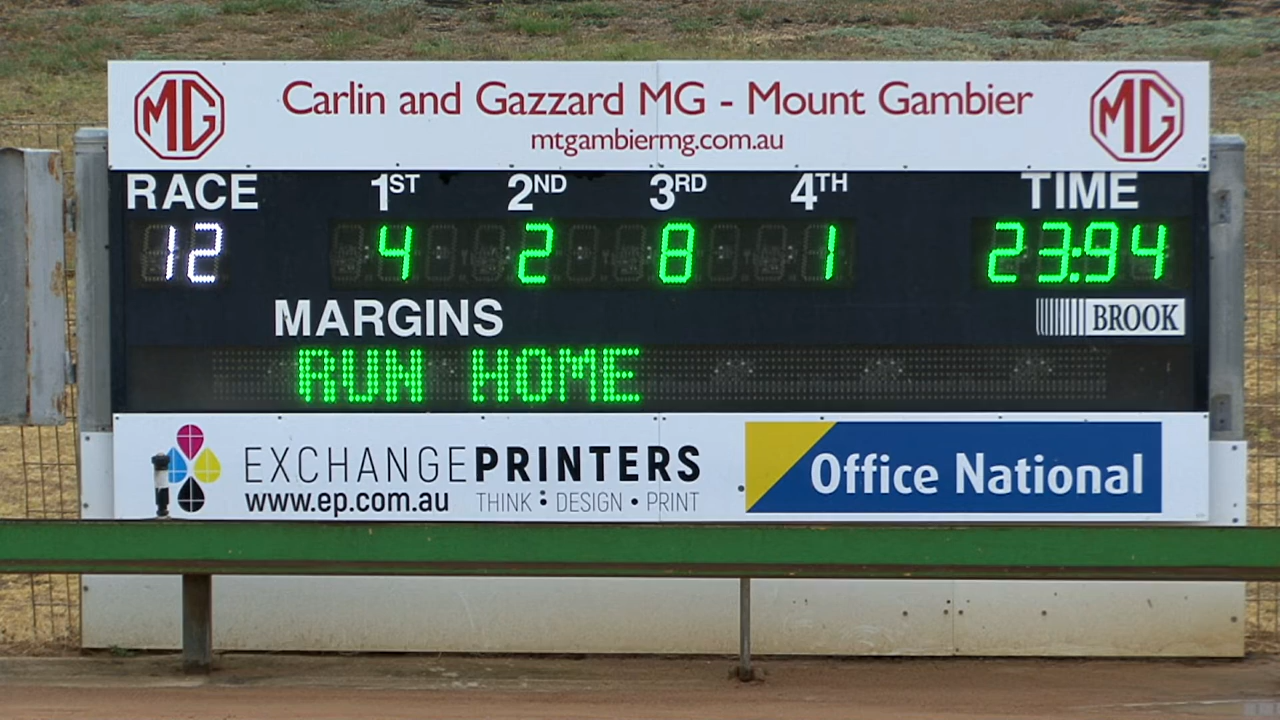 MG Carlin and Gazzard MG - Mount Gambier MG
mtgambiermg.com.au
RACE 1ST 2ND 3RD 4TH TIME
12 4 2 8 1 23:94
MARGINS BROOK
RUN HOME
EXCHANGEPRINTERS
www.ep.com.au THINK : DESIGN • PRINT
Office National